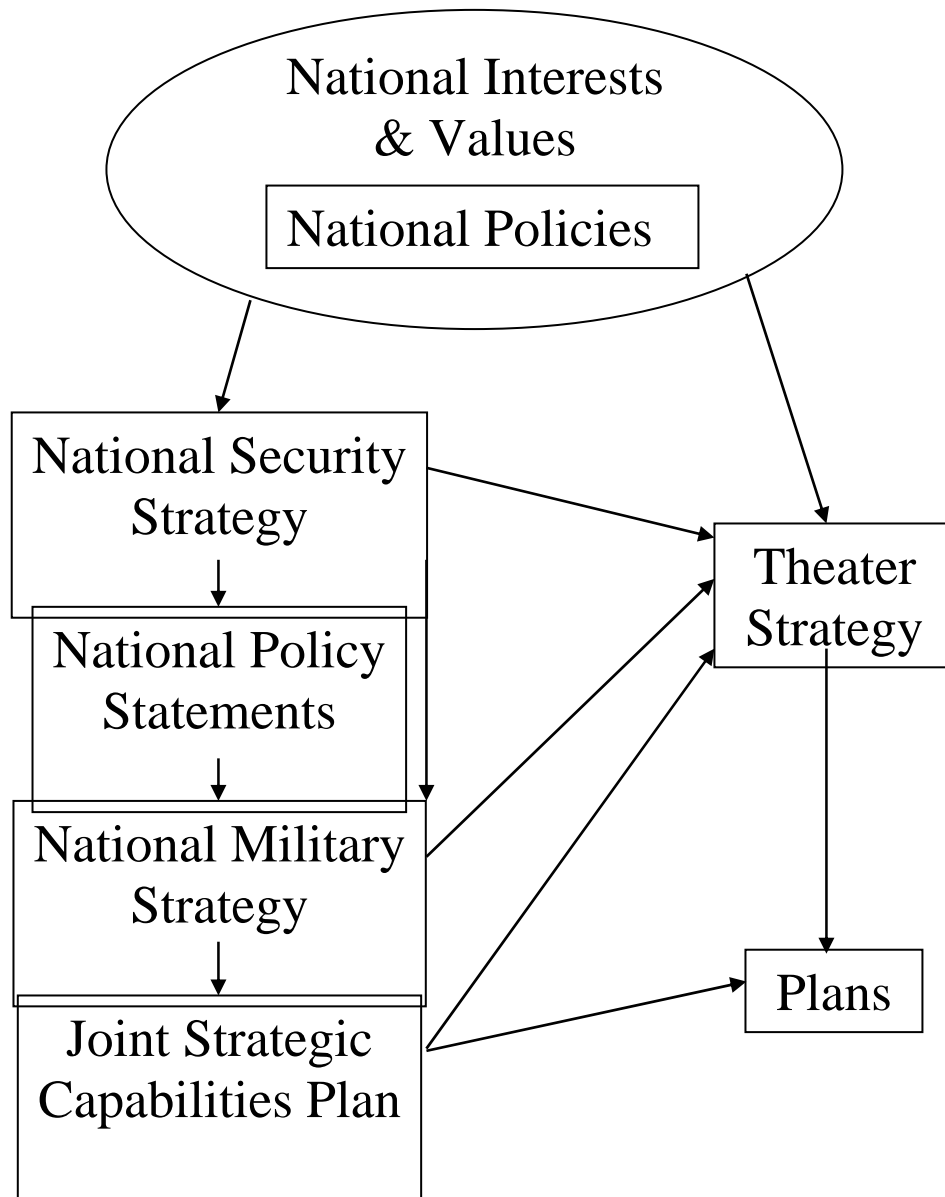 National Interests
& Values
National Policies
National Security
Strategy
National Policy
Statements
National Military
Strategy
Joint Strategic
Capabilities Plan
Theater
Strategy
Plans